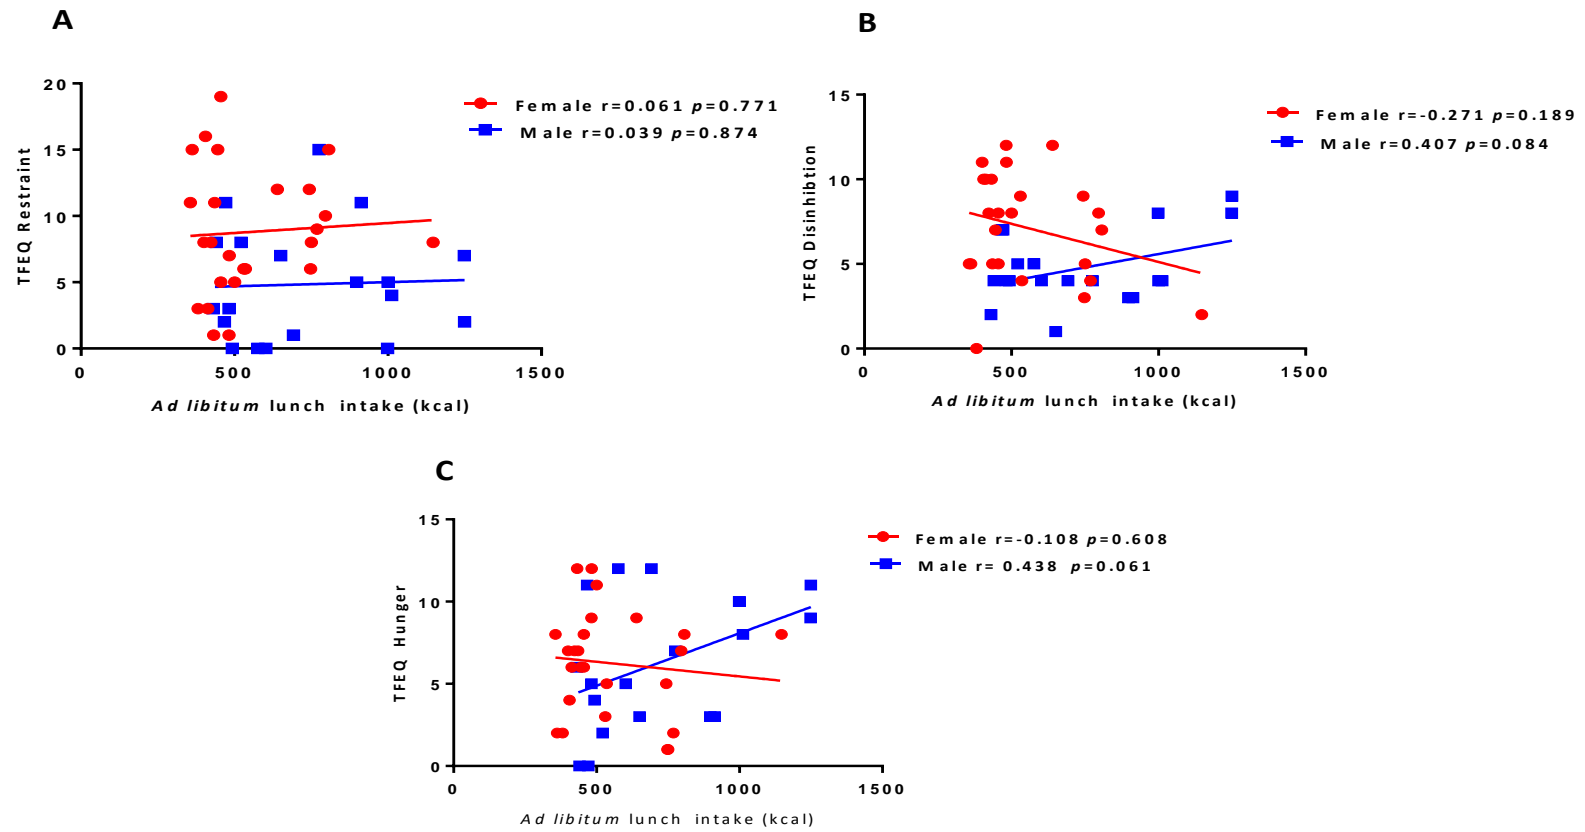 A
20
15
10
5
0
TFEQ Restraint
0 500 1000 1500
Ad libitum lunch intake (kcal)
Female r=0.061 p=0.771
Male r=0.039 p=0.874
B
15
10
5
0
TFEQ Disinhibtion
0 500 1000 1500
Ad libitum lunch intake (kcal)
Female r=-0.271 p=0.189
Male r=0.407 p=0.084
C
15
10
5
0
TFEQ Hunger
0 500 1000 1500
Ad libitum lunch intake (kcal)
Female r=-0.108 p=0.608
Male r= 0.438 p=0.061